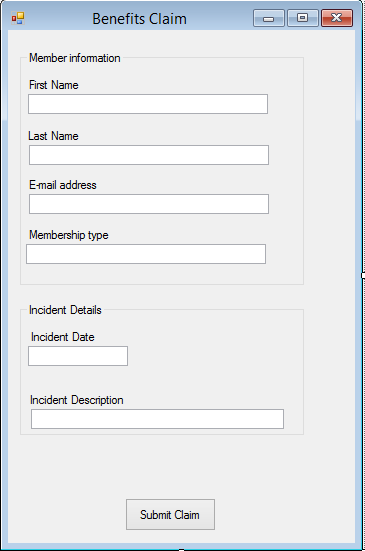 Benefits Claim
Member information
First Name
Last Name
E-mail address
Membership type
Incident Details
Incident Date
Incident Description
Submit Claim